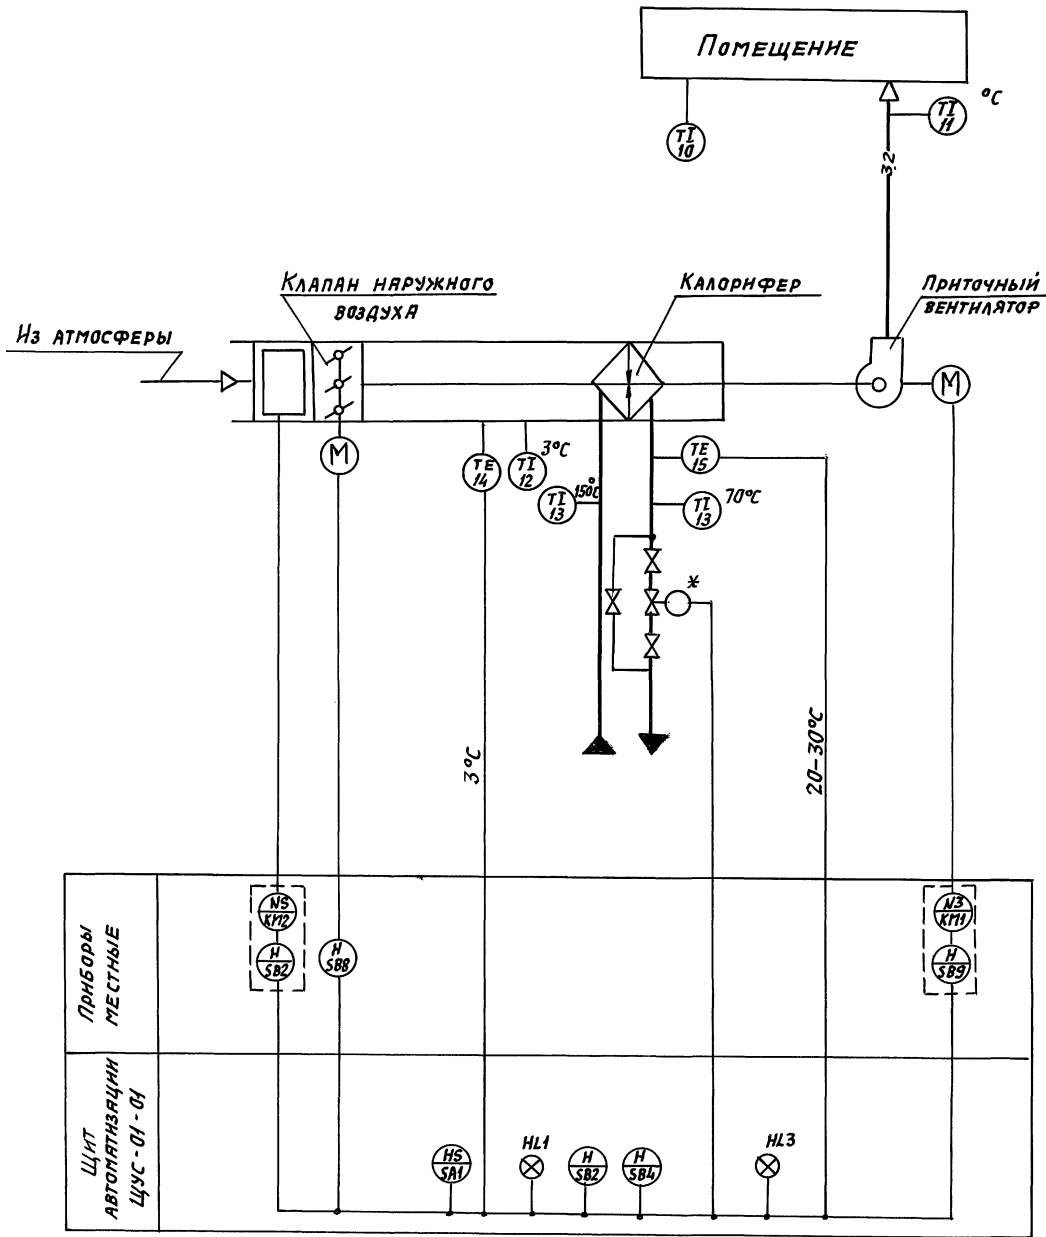 Помещение
TI
10
TI
11
°C
3.2
Клапан наружного
воздуха
Калорифер
Приточный
вентилятор
Из атмосферы
M
M
TE
14
TI
12
3°C
TI
13
150°C
TE
15
TI
13
70°C
*
3°C
20-30°C
Приборы
местные
NS
KM2
H
SB2
H
SB8
N3
KM1
H
SB9
Щит
автоматизации
ЩУС-01-01
HS
SA1
HL1
H
SB2
H
SB4
HL3